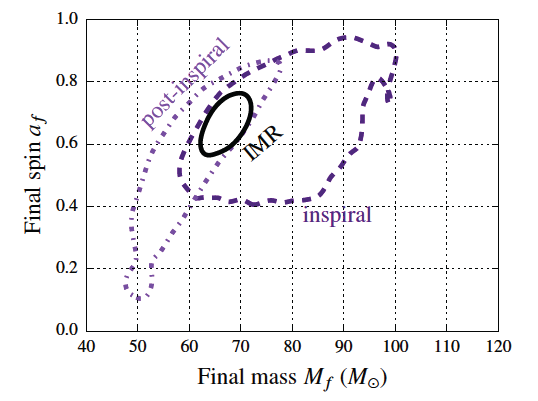 1.0
0.8
0.6
0.4
0.2
0.0
40 50 60 70 80 90 100 110 120
Final spin a_f
Final mass M_f (M_⊙)
post-inspiral
IMR
inspiral